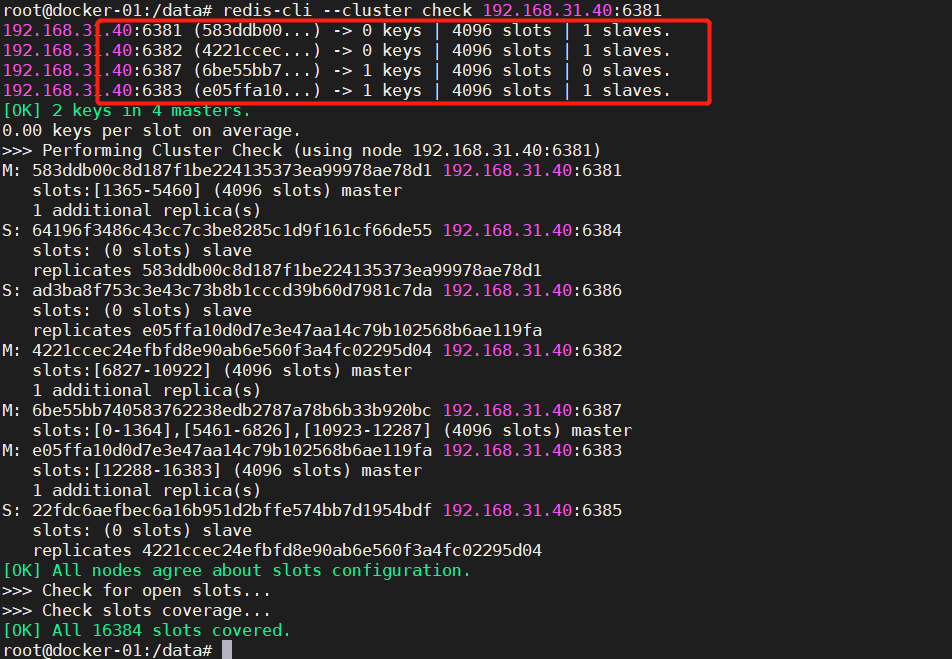 root@docker-01:/data# redis-cli --cluster check 192.168.31.40:6381
192.168.31.40:6381 (583ddb00...) -> 0 keys | 4096 slots | 1 slaves.
192.168.31.40:6382 (4221ccec...) -> 0 keys | 4096 slots | 1 slaves.
192.168.31.40:6387 (6be55bb7...) -> 1 keys | 4096 slots | 0 slaves.
192.168.31.40:6383 (e05ffa10...) -> 1 keys | 4096 slots | 1 slaves.
[OK] 2 keys in 4 masters.
0.00 keys per slot on average.
>>> Performing Cluster Check (using node 192.168.31.40:6381)
M: 583ddb00c8d187f1be224135373ea99978ae78d1 192.168.31.40:6381
   slots:[1365-5460] (4096 slots) master
   1 additional replica(s)
S: 64196f3486c43cc7c3be8285c1d9f161cf66de55 192.168.31.40:6384
   slots: (0 slots) slave
   replicates 583ddb00c8d187f1be224135373ea99978ae78d1
S: ad3ba8f753c3e43c73b8b1cccd39b60d7981c7da 192.168.31.40:6386
   slots: (0 slots) slave
   replicates e05ffa10d0d7e3e47aa14c79b102568b6ae119fa
M: 4221ccec24efbfd8e90ab6e560f3a4fc02295d04 192.168.31.40:6382
   slots:[6827-10922] (4096 slots) master
   1 additional replica(s)
M: 6be55bb740583762238edb2787a78b6b33b920bc 192.168.31.40:6387
   slots:[0-1364],[5461-6826],[10923-12287] (4096 slots) master
M: e05ffa10d0d7e3e47aa14c79b102568b6ae119fa 192.168.31.40:6383
   slots:[12288-16383] (4096 slots) master
   1 additional replica(s)
S: 22fdc6aefbec6a16b951d2bffe574bb7d1954bdf 192.168.31.40:6385
   slots: (0 slots) slave
   replicates 4221ccec24efbfd8e90ab6e560f3a4fc02295d04
[OK] All nodes agree about slots configuration.
>>> Check for open slots...
>>> Check slots coverage...
[OK] All 16384 slots covered.
root@docker-01:/data#